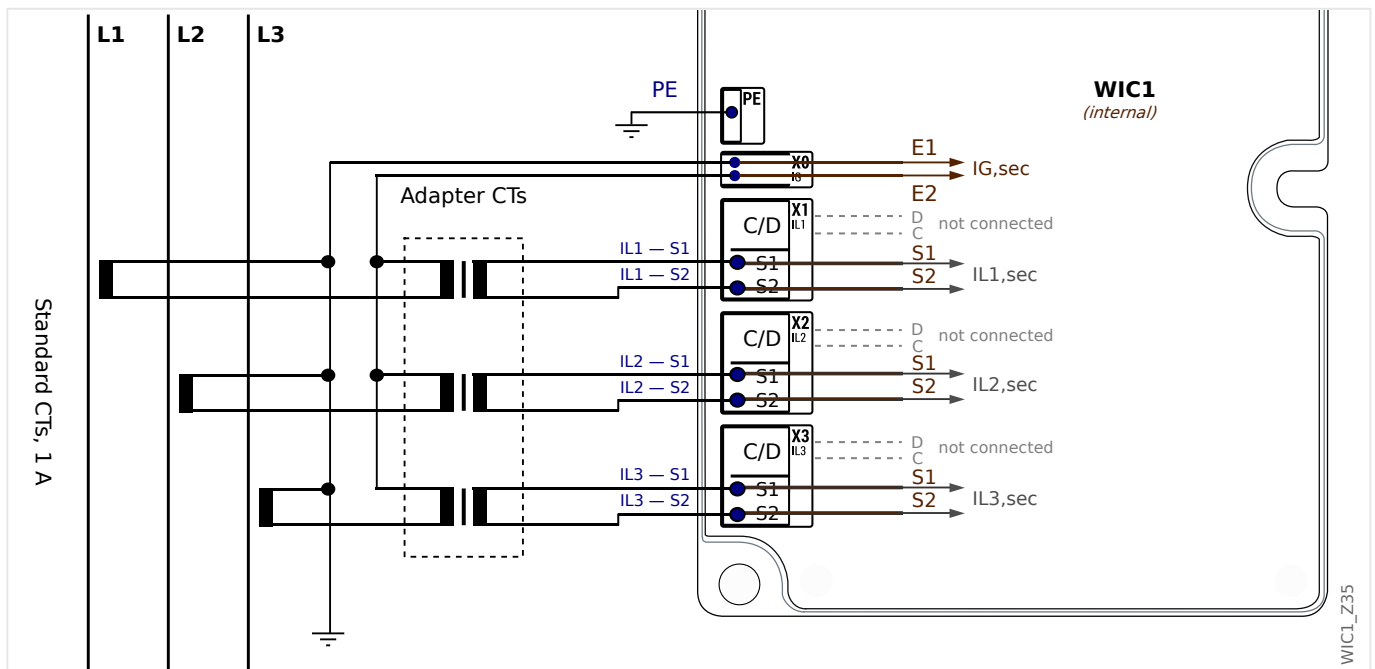 L1
L2
L3
PE
PE
WIC1
(internal)
X0
IG
E1
IG,sec
E2
Adapter CTs
C/D
X1
IL1
D
not connected
C
IL1 — S1
S1
S1
IL1 — S2
S2
S2
IL1,sec
C/D
X2
IL2
D
not connected
C
IL2 — S1
S1
S1
IL2 — S2
S2
S2
IL2,sec
C/D
X3
IL3
D
not connected
C
IL3 — S1
S1
S1
IL3 — S2
S2
S2
IL3,sec
Standard CTs, 1 A
WIC1_Z35